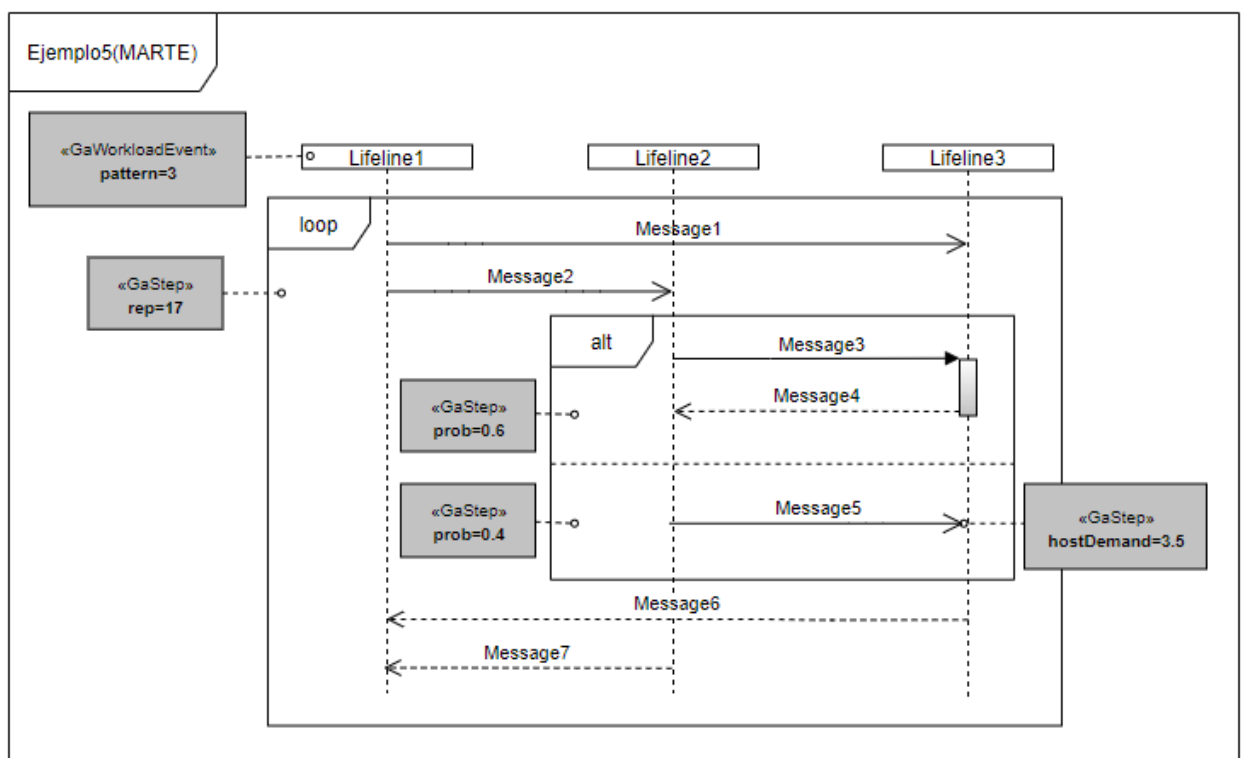 Ejemplo5(MARTE)
«GaWorkloadEvent»
pattern=3
Lifeline1
Lifeline2
Lifeline3
loop
Message1
«GaStep»
rep=17
Message2
alt
Message3
«GaStep»
prob=0.6
Message4
«GaStep»
prob=0.4
Message5
«GaStep»
hostDemand=3.5
Message6
Message7